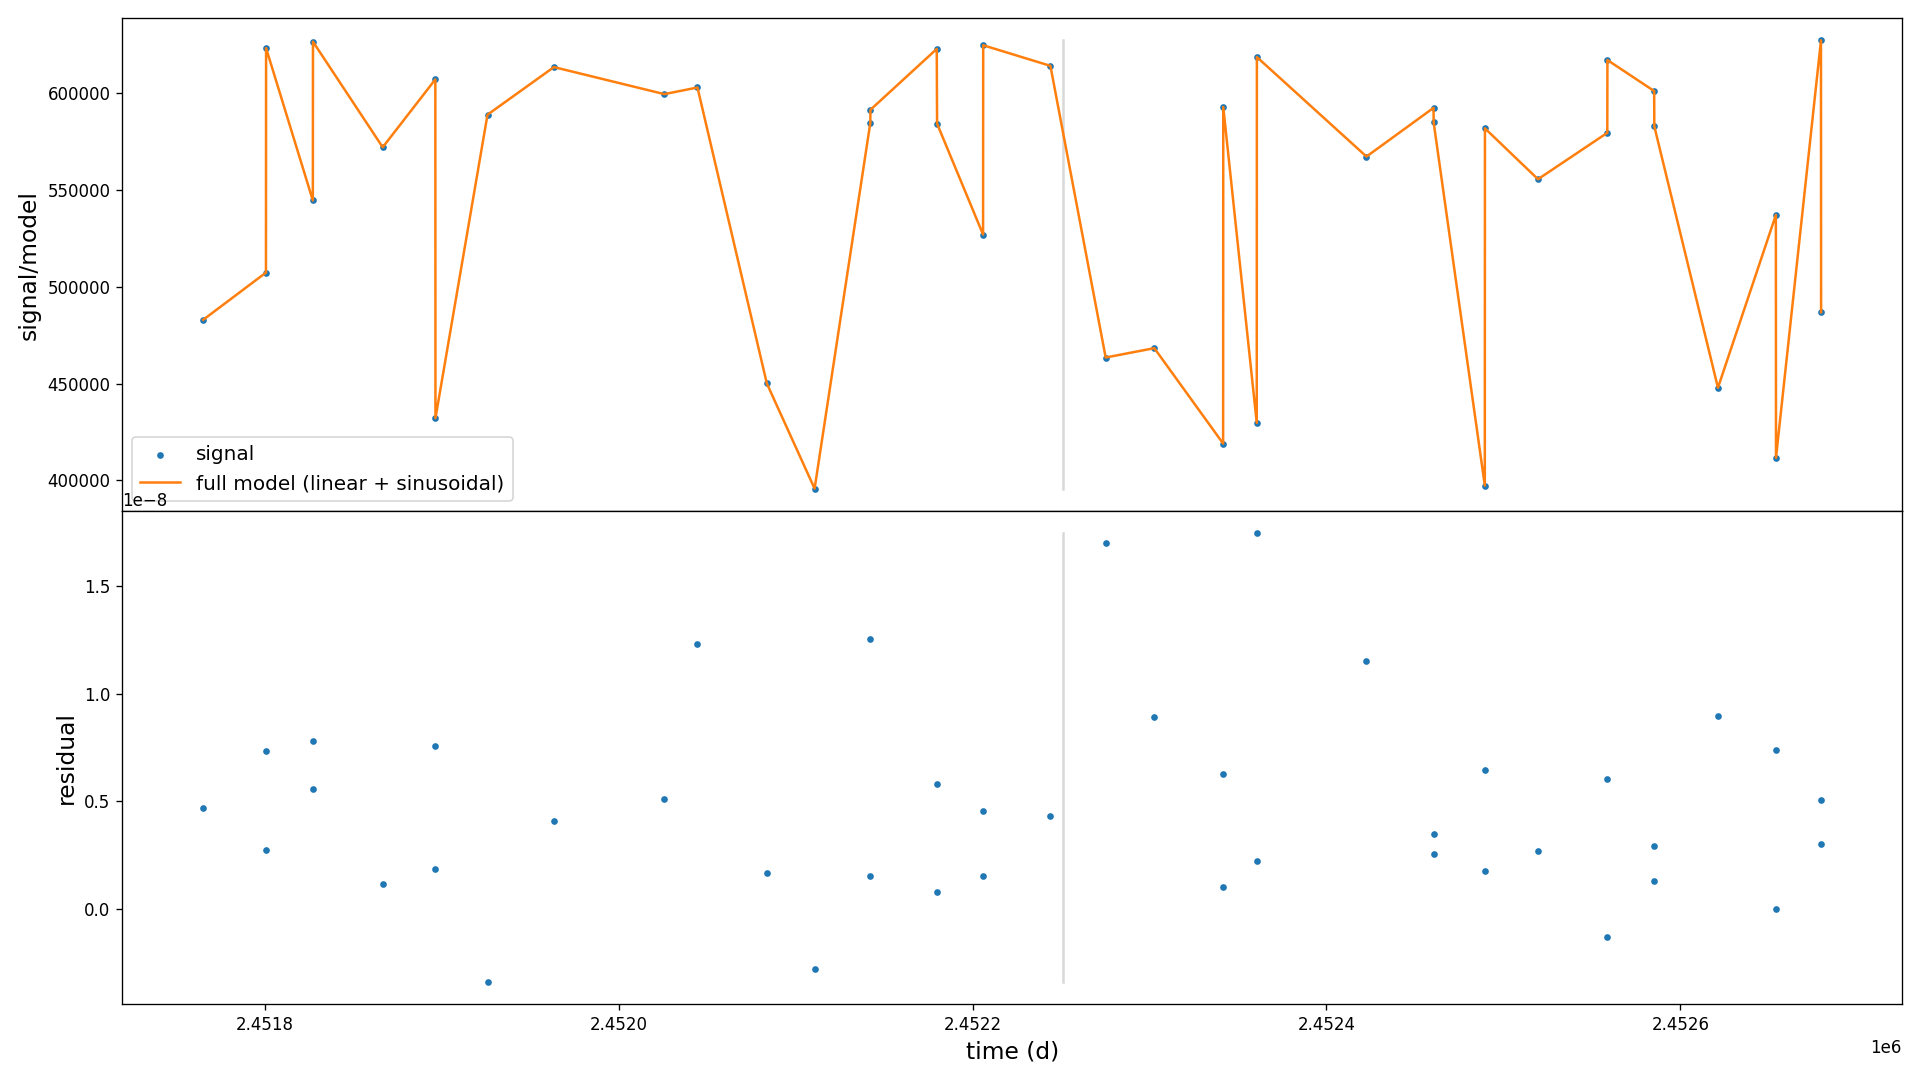 signal/model
600000
550000
500000
450000
400000
signal
full model (linear + sinusoidal)
1e−8
residual
1.5
1.0
0.5
0.0
2.4518
2.4520
2.4522
2.4524
2.4526
time (d)
1e6